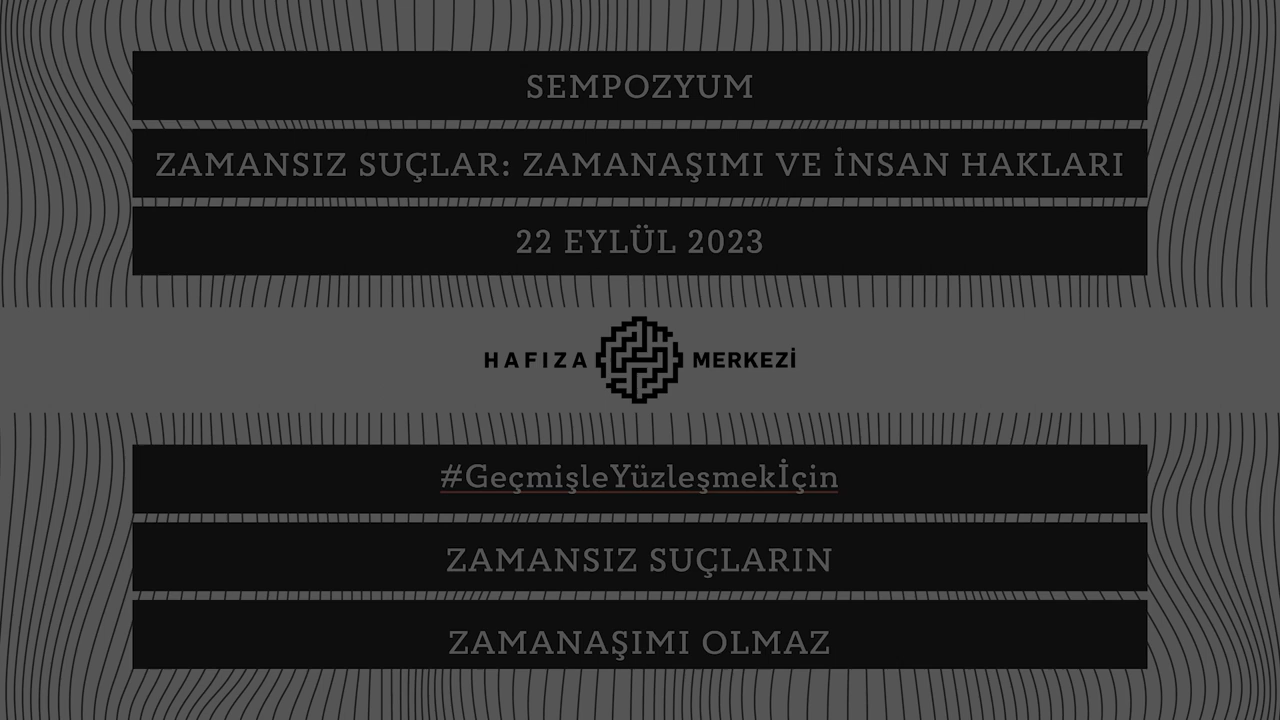 SEMPOZYUM
ZAMANSIZ SUÇLAR: ZAMANAŞIMI VE İNSAN HAKLARI
22 EYLÜL 2023
HAFIZA MERKEZİ
#GeçmişleYüzleşmekİçin
ZAMANSIZ SUÇLARIN
ZAMANAŞIMI OLMAZ